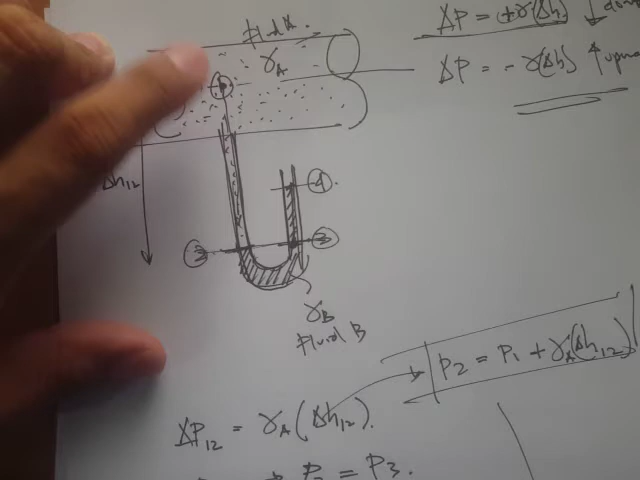 Fluid A.
γA
①
Δh12
④.
② ③
γB
Fluid B
ΔP = +γ(Δh) ↓
ΔP = -γ(Δh) ↑
P2 = P1 + γA(Δh12)
ΔP12 = γA(Δh12).
= P3.